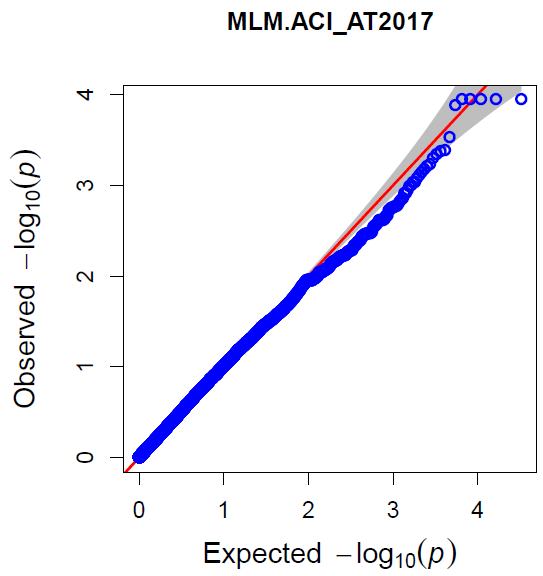 MLM.ACI_AT2017
Observed −log10(p)
4
3
2
1
0
0 1 2 3 4
Expected −log10(p)